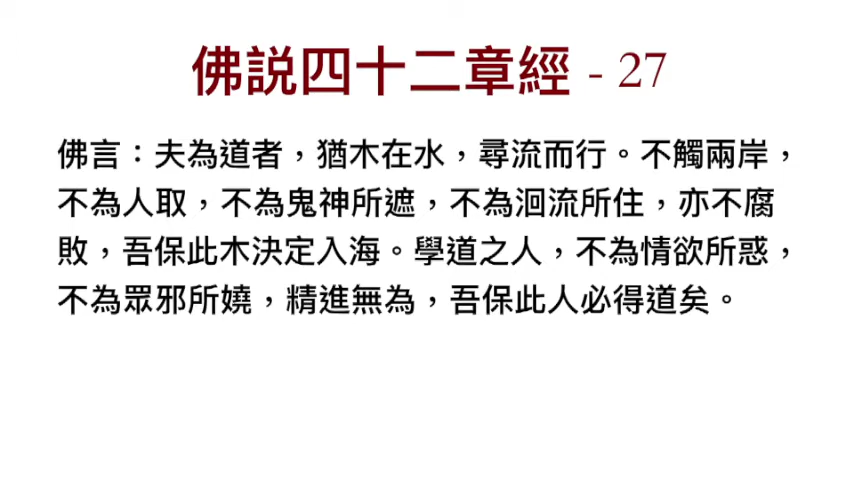 佛説四十二章經 - 27
佛言：夫為道者，猶木在水，尋流而行。不觸兩岸，
不為人取，不為鬼神所遮，不為洄流所住，亦不腐
敗，吾保此木決定入海。學道之人，不為情欲所惑，
不為眾邪所嬈，精進無為，吾保此人必得道矣。